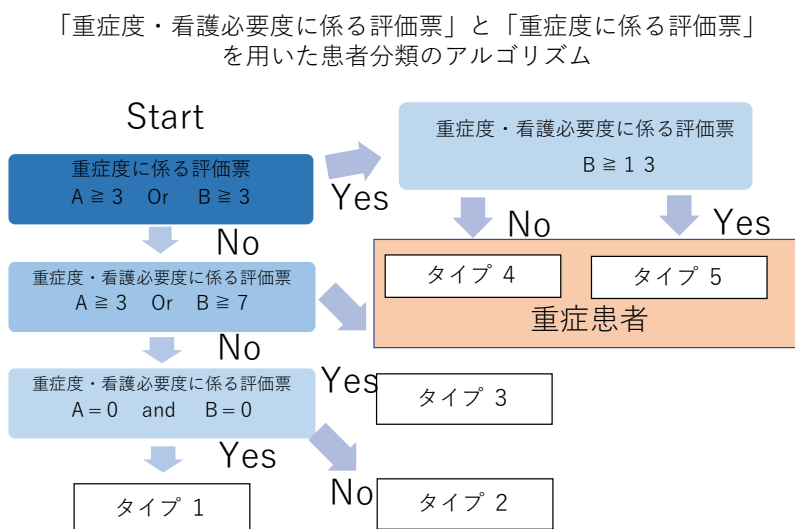 「重症度・看護必要度に係る評価票」と「重症度に係る評価票」
を用いた患者分類のアルゴリズム
Start
重症度に係る評価票
A ≧ 3 Or B ≧ 3
Yes
重症度・看護必要度に係る評価票
B ≧ 1 3
No
No
Yes
重症度・看護必要度に係る評価票
A ≧ 3 Or B ≧ 7
タイプ 4
タイプ 5
重症患者
No
Yes
重症度・看護必要度に係る評価票
A = 0 and B = 0
タイプ 3
Yes
No
タイプ 1
タイプ 2